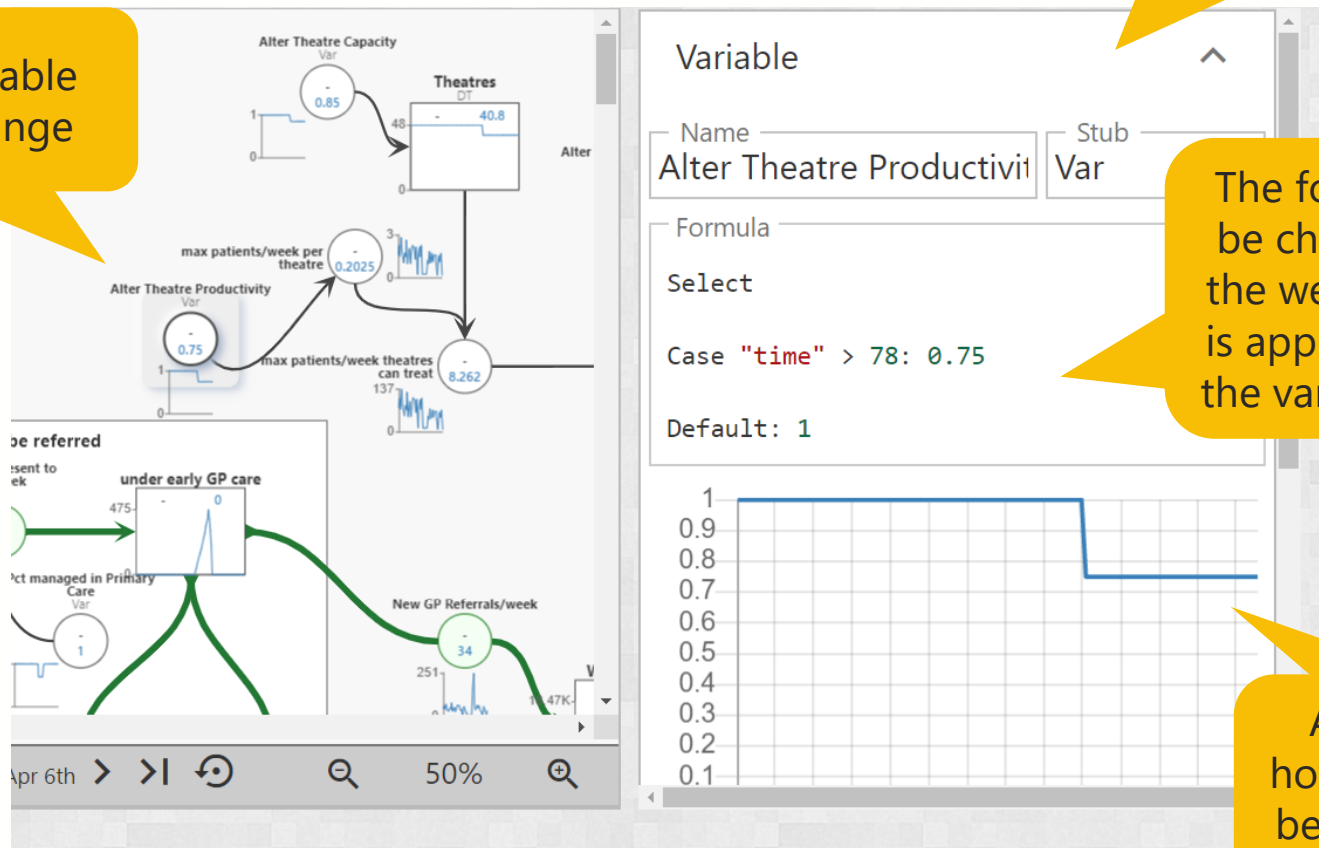 Alter Theatre Capacity
Var
-
0.85
1
0
Theatres
DT
- 40.8
48
0
Alter
max patients/week per
theatre
-
0.2025
3
0
Alter Theatre Productivity
Var
-
0.75
1
0
max patients/week theatres
can treat
-
8.262
137
0
be referred
under early GP care
- 0
475
0
Pct managed in Primary
Care
Var
-
1
New GP Referrals/week
-
34
251
0
47K
Apr 6th
50%
Variable
Name
Alter Theatre Productivit
Stub
Var
Formula
Select
Case "time" > 78: 0.75
Default: 1
1
0.9
0.8
0.7
0.6
0.5
0.4
0.3
0.2
0.1
able
nge
The fo
be ch
the we
is app
the var
A
ho
be